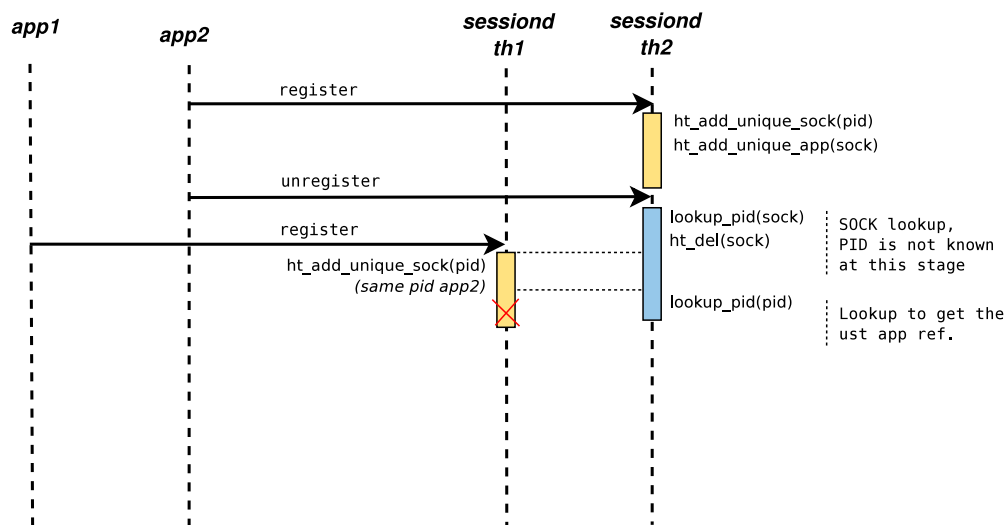 app1
app2
sessiond
th1
sessiond
th2
register
ht_add_unique_sock(pid)
ht_add_unique_app(sock)
unregister
lookup_pid(sock)
ht_del(sock)
SOCK lookup,
PID is not known
at this stage
register
ht_add_unique_sock(pid)
(same pid app2)
lookup_pid(pid)
Lookup to get the
ust app ref.